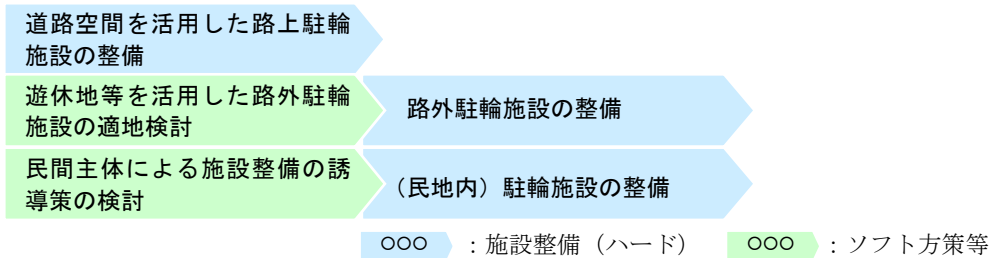 道路空間を活用した路上駐輪
施設の整備
遊休地等を活用した路外駐輪
施設の適地検討
路外駐輪施設の整備
民間主体による施設整備の誘
導策の検討
（民地内）駐輪施設の整備
○○○ ：施設整備（ハード） ○○○ ：ソフト方策等